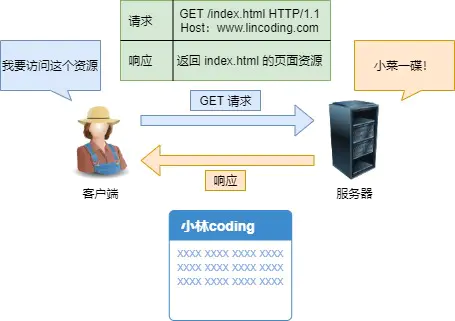 请求
GET /index.html HTTP/1.1
Host：www.lincoding.com
响应
返回 index.html 的页面资源
我要访问这个资源
小菜一碟！
GET 请求
响应
客户端
服务器
小林coding
XXXX XXXX XXXX XXXX
XXXX XXXX XXXX XXXX
XXXX XXXX XXXX XXXX